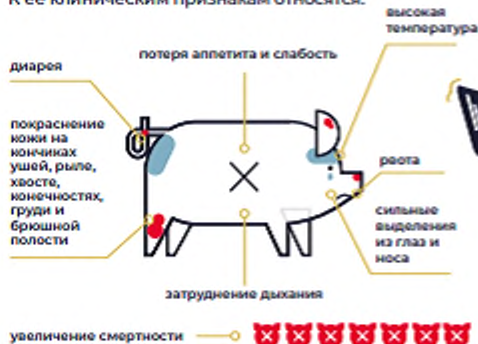 К ее клиническим признакам относятся:
высокая
температура
потеря аппетита и слабость
диарея
покраснение
кожи на
кончиках
ушей, рыле,
хвосте,
конечностях,
груди и
брюшной
полости
рвота
сильные
выделения
из глаз и
носа
затруднение дыхания
увеличение смертности